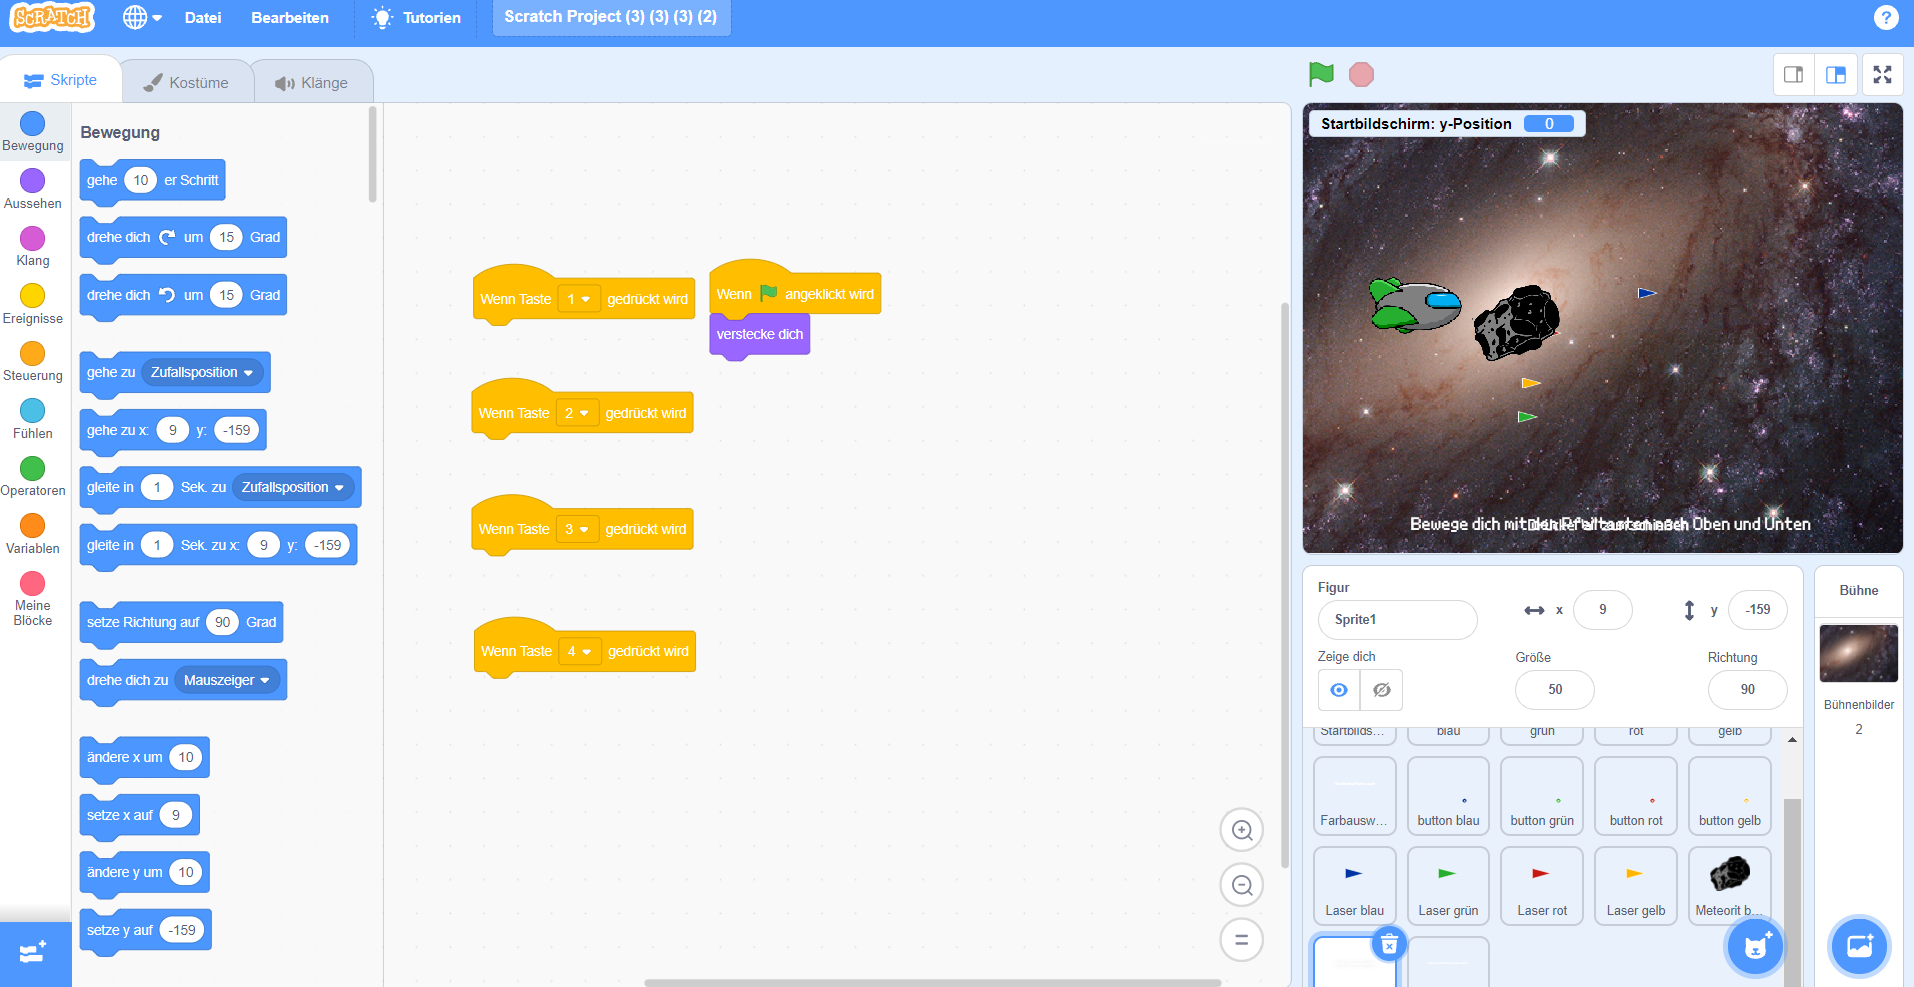 SCRATCH
Datei
Bearbeiten
Tutorien
Scratch Project (3) (3) (3) (2)
?
Skripte
Kostüme
Klänge
Bewegung
Aussehen
Klang
Ereignisse
Steuerung
Fühlen
Operatoren
Variablen
Meine
Blöcke
Bewegung
gehe 10 er Schritt
drehe dich um 15 Grad
drehe dich um 15 Grad
gehe zu Zufallsposition
gehe zu x: 9 y: -159
gleite in 1 Sek. zu Zufallsposition
gleite in 1 Sek. zu x: 9 y: -159
setze Richtung auf 90 Grad
drehe dich zu Mauszeiger
ändere x um 10
setze x auf 9
ändere y um 10
setze y auf -159
Wenn Taste 1 gedrückt wird
Wenn angeklickt wird
verstecke dich
Wenn Taste 2 gedrückt wird
Wenn Taste 3 gedrückt wird
Wenn Taste 4 gedrückt wird
Startbildschirm: y-Position 0
Bewege dich mit den Pfeiltasten nach Oben und Unten
Figur
Sprite1
x 9
y -159
Zeige dich
Größe
50
Richtung
90
Startbilds...
blau
grün
rot
gelb
Farbausw...
button blau
button grün
button rot
button gelb
Laser blau
Laser grün
Laser rot
Laser gelb
Meteorit b...
Bühne
Bühnenbilder
2